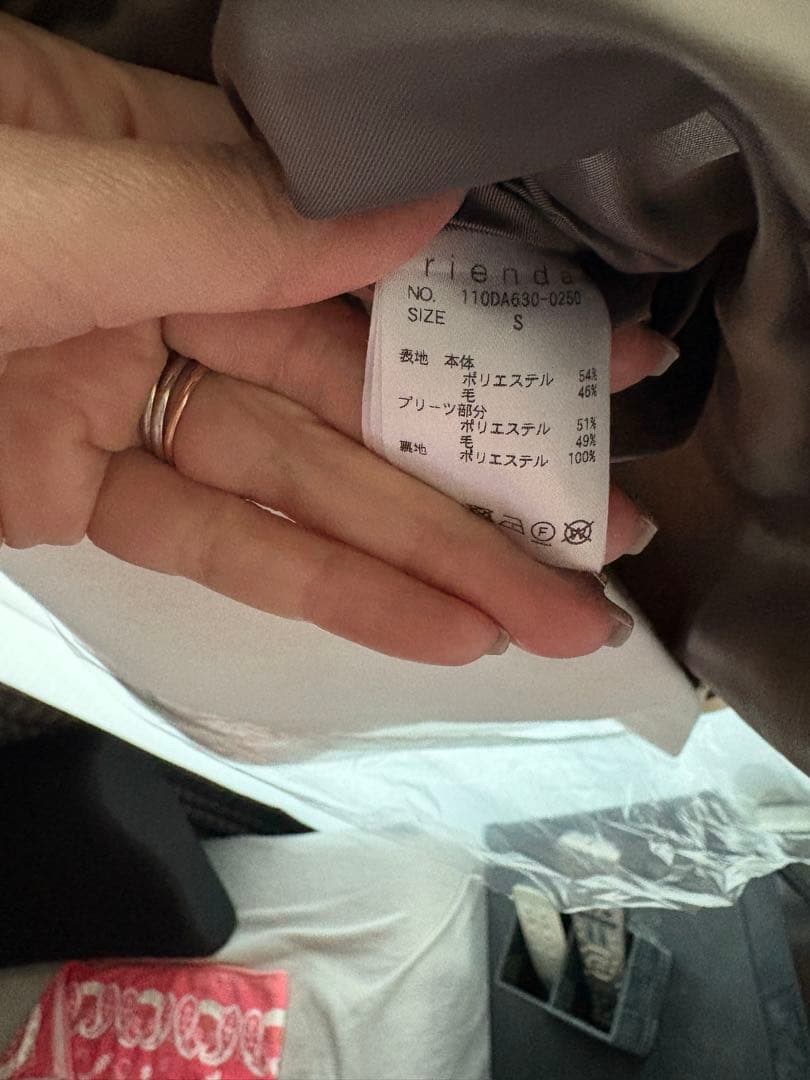 rienda
NO. 110DA630-0250
SIZE S
表地 本体
ポリエステル 54%
毛 46%
プリーツ部分
ポリエステル 51%
毛 49%
裏地 ポリエステル 100%
F
W